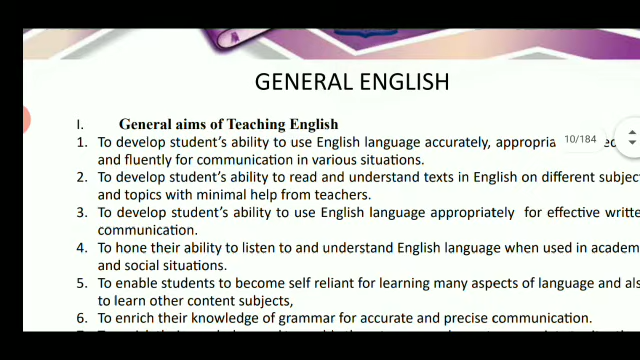 GENERAL ENGLISH
I. General aims of Teaching English
1. To develop student's ability to use English language accurately, appropria
10/184
and fluently for communication in various situations.
2. To develop student's ability to read and understand texts in English on different subjec
and topics with minimal help from teachers.
3. To develop student's ability to use English language appropriately for effective writte
communication.
4. To hone their ability to listen to and understand English language when used in academ
and social situations.
5. To enable students to become self reliant for learning many aspects of language and als
to learn other content subjects,
6. To enrich their knowledge of grammar for accurate and precise communication.